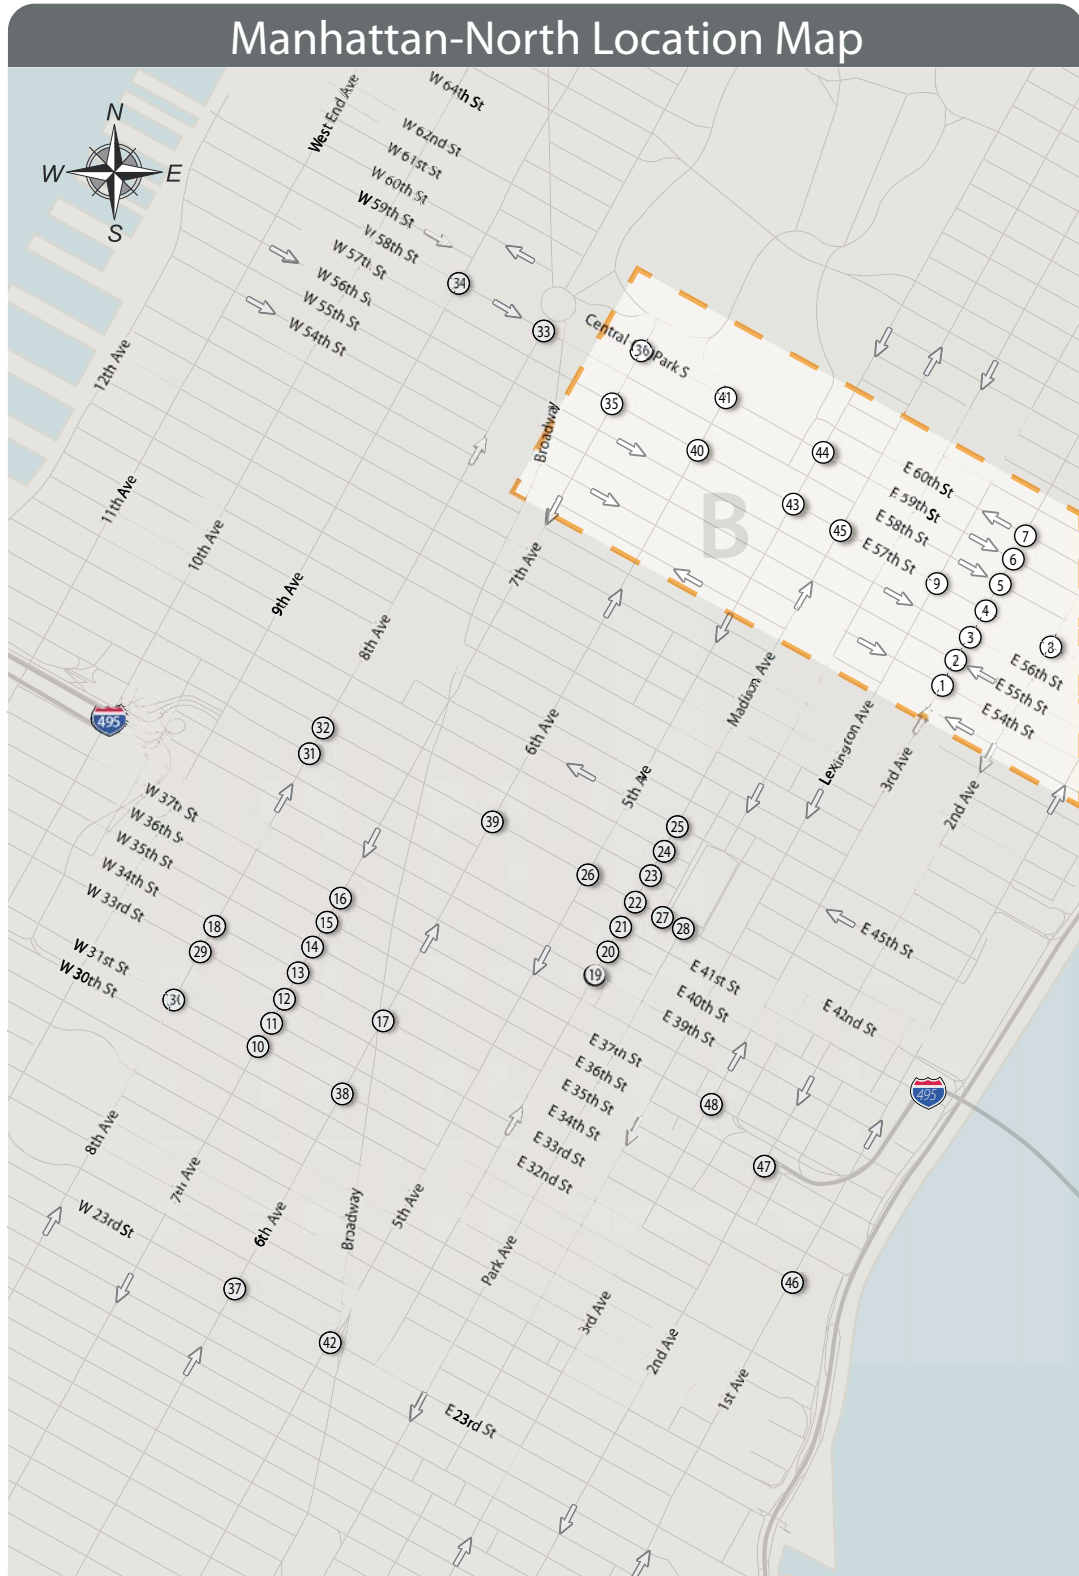 Manhattan-North Location Map
N
W
E
S
West End Ave
W 64th St
W 62nd St
W 61st St
W 60th St
W 59th St
W 58th St
W 57th St
W 56th St
W 55th St
W 54th St
34
33
Central Park S
36
12th Ave
35
41
Broadway
40
44
E 60th St
E 59th St
E 58th St
E 57th St
B
43
45
7
6
5
9
4
3
8
2
1
E 56th St
E 55th St
E 54th St
11th Ave
10th Ave
9th Ave
8th Ave
7th Ave
6th Ave
5th Ave
Madison Ave
Lexington Ave
3rd Ave
2nd Ave
495
32
31
W 37th St
W 36th St
W 35th St
W 34th St
W 33rd St
W 31st St
W 30th St
39
25
24
23
26
22
27
28
21
20
19
16
15
14
13
12
11
10
18
29
30
17
38
E 45th St
E 42nd St
E 41st St
E 40th St
E 39th St
E 37th St
E 36th St
E 35th St
E 34th St
E 33rd St
E 32nd St
48
495
47
46
8th Ave
7th Ave
6th Ave
Broadway
5th Ave
Park Ave
3rd Ave
2nd Ave
1st Ave
W 23rd St
37
42
E 23rd St